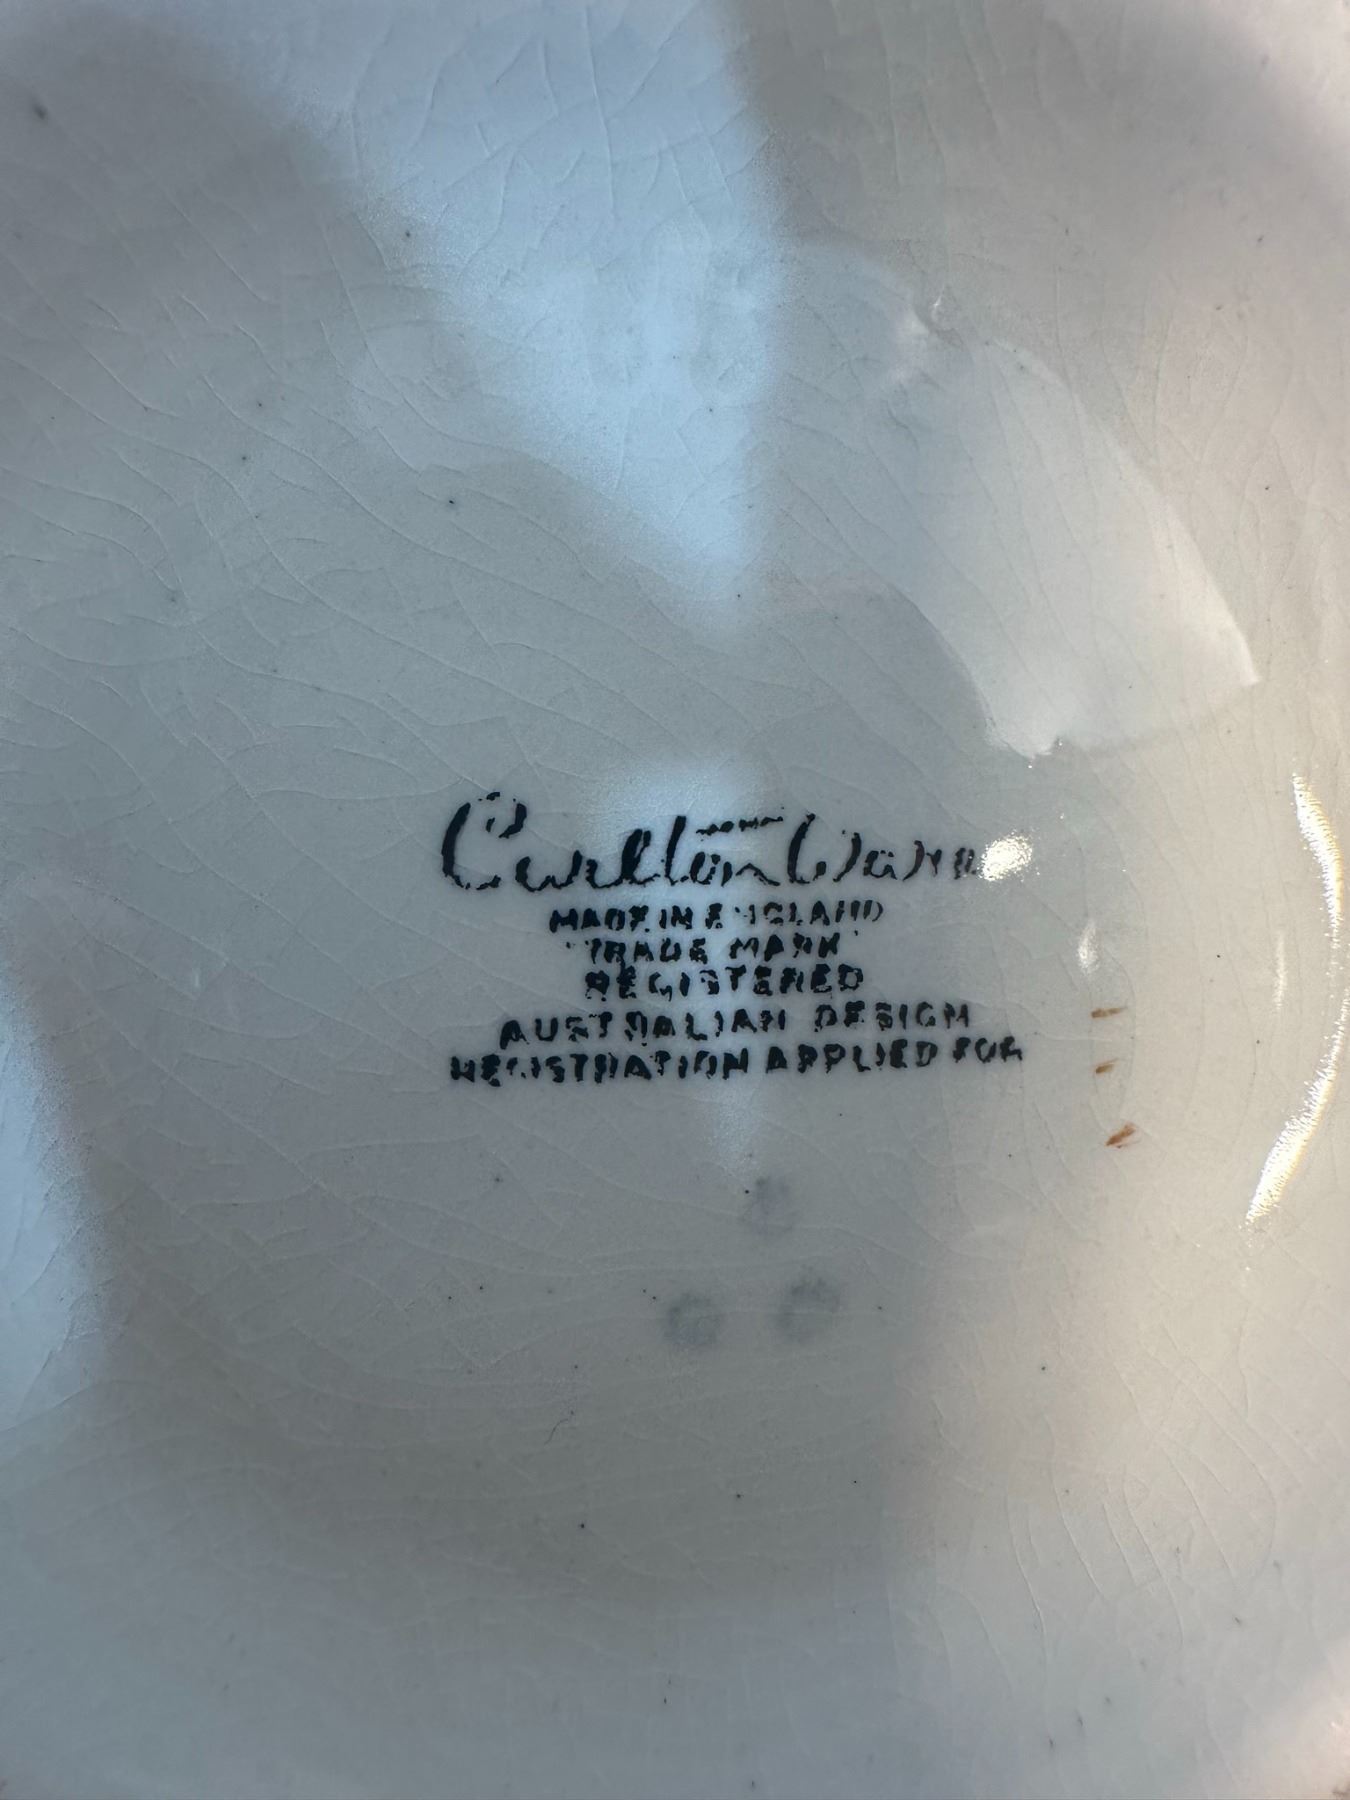 Carlton Ware
MADE IN ENGLAND
"TRADE MARK"
REGISTERED
AUSTRALIAN DESIGN
REGISTRATION APPLIED FOR